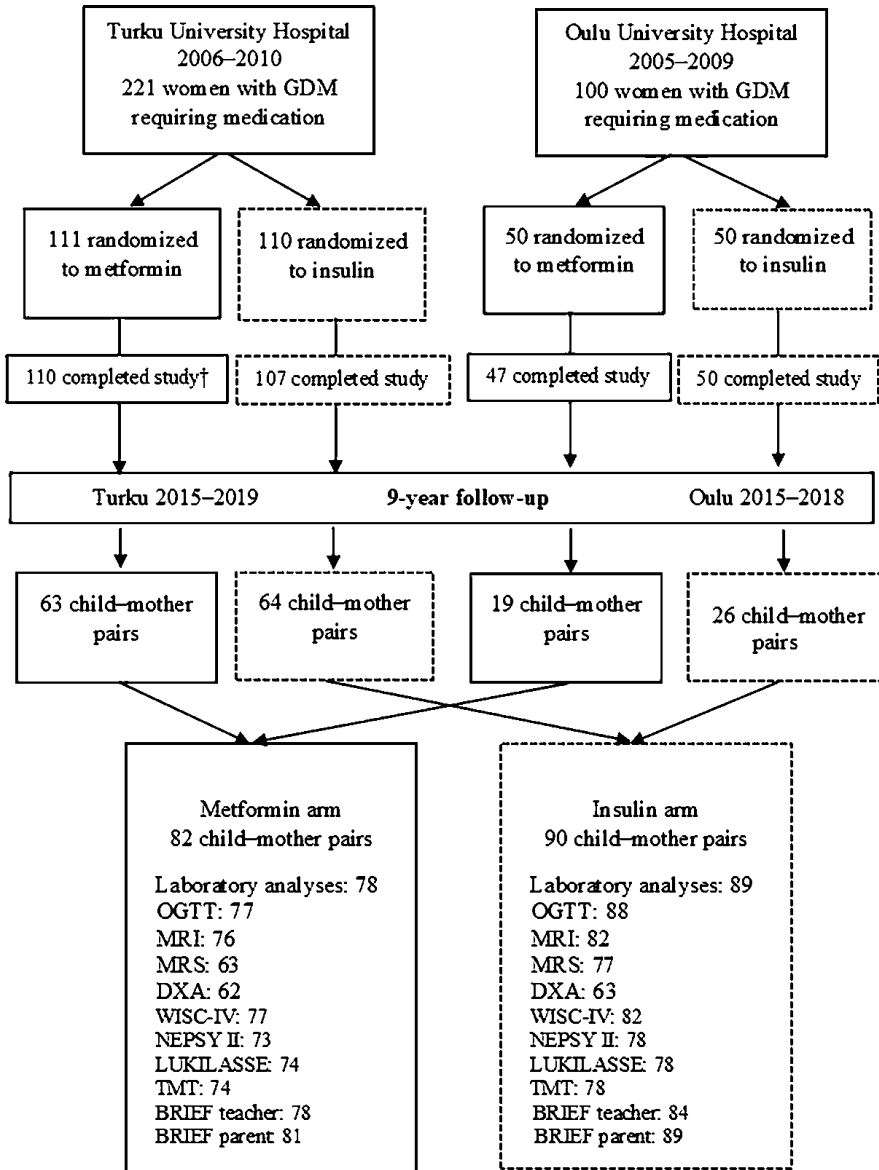 Turku University Hospital
2006–2010
221 women with GDM
requiring medication
Oulu University Hospital
2005–2009
100 women with GDM
requiring medication
111 randomized
to metformin
110 randomized
to insulin
50 randomized
to metformin
50 randomized
to insulin
110 completed study†
107 completed study
47 completed study
50 completed study
Turku 2015–2019 9-year follow-up Oulu 2015–2018
63 child–mother
pairs
64 child–mother
pairs
19 child–mother
pairs
26 child–mother
pairs
Metformin arm
82 child–mother pairs
Laboratory analyses: 78
OGTT: 77
MRI: 76
MRS: 63
DXA: 62
WISC-IV: 77
NEPSY II: 73
LUKILASSE: 74
TMT: 74
BRIEF teacher: 78
BRIEF parent: 81
Insulin arm
90 child–mother pairs
Laboratory analyses: 89
OGTT: 88
MRI: 82
MRS: 77
DXA: 63
WISC-IV: 82
NEPSY II: 78
LUKILASSE: 78
TMT: 78
BRIEF teacher: 84
BRIEF parent: 89